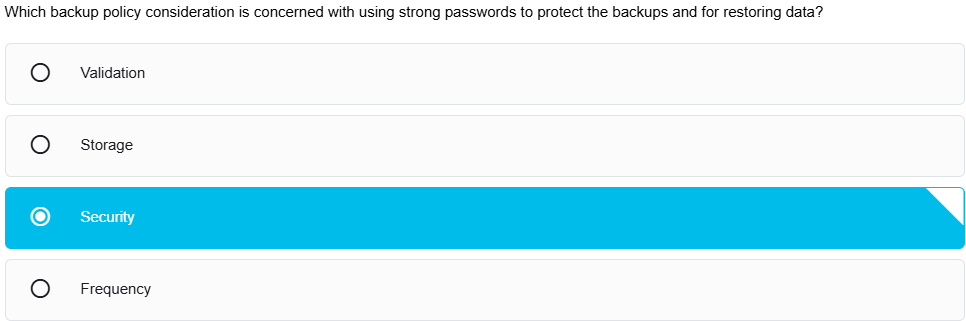 Which backup policy consideration is concerned with using strong passwords to protect the backups and for restoring data?
Validation
Storage
Security
Frequency